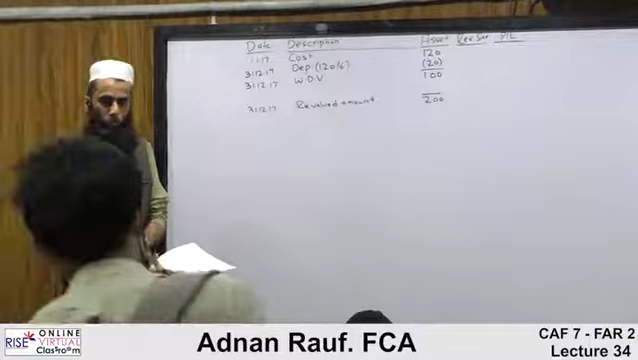 Date Description Asset Rev Sur P/L
1.1.17 Cost 120
31.12.17 Dep (120/6) (20)
31.12.17 W.D.V 100
31.12.17 Revalued amount 200
RISE ONLINE VIRTUAL Classroom
Adnan Rauf. FCA
CAF 7 - FAR 2
Lecture 34